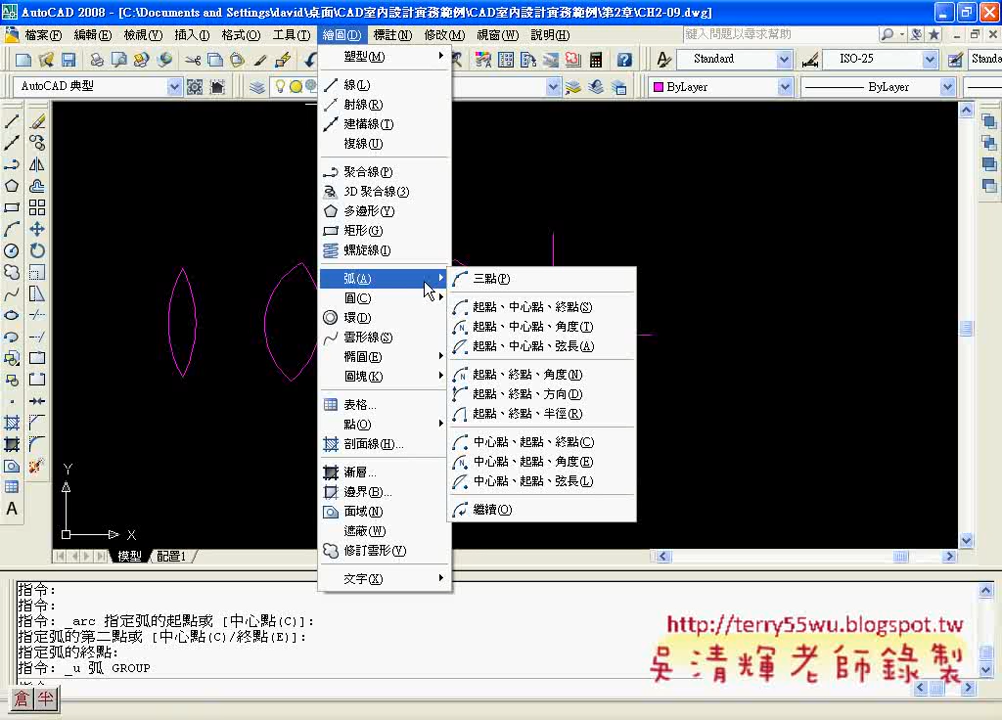 AutoCAD 2008 - [C:\Documents and Settings\david\桌面\CAD室內設計實務範例\CAD室內設計實務範例\第2章\CH2-09.dwg]
檔案(F) 編輯(E) 檢視(V) 插入(I) 格式(O) 工具(T) 繪圖(D) 標註(N) 修改(M) 視窗(W) 說明(H) 鍵入問題以尋求幫助
Standard ISO-25 Standa
AutoCAD 典型 ByLayer ByLayer
塑型(M)
線(L)
射線(R)
建構線(T)
複線(U)
聚合線(P)
3D 聚合線(3)
多邊形(Y)
矩形(G)
螺旋線(I)
弧(A)
圓(C)
環(D)
雲形線(S)
橢圓(E)
圖塊(K)
表格...
點(O)
剖面線(H)...
漸層...
邊界(B)...
面域(N)
遮蔽(W)
修訂雲形(V)
文字(X)
三點(P)
起點、中心點、終點(S)
起點、中心點、角度(T)
起點、中心點、弦長(A)
起點、終點、角度(N)
起點、終點、方向(D)
起點、終點、半徑(R)
中心點、起點、終點(C)
中心點、起點、角度(E)
中心點、起點、弦長(L)
繼續(O)
Y
X
A
模型 配置1
指令:
指令:
指令: _arc 指定弧的起點或 [中心點(C)]:
指定弧的第二點或 [中心點(C)/終點(E)]:
指定弧的終點:
指令: _u 弧 GROUP
http://terry55wu.blogspot.tw
吳清輝老師錄製
倉 半